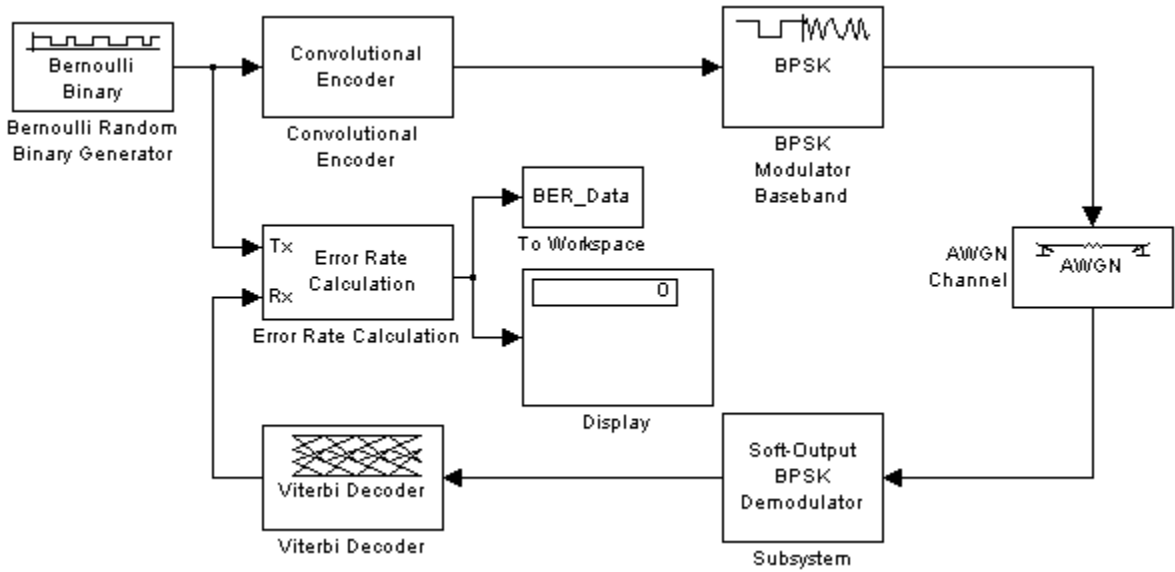 Bernoulli
Binary
Bernoulli Random
Binary Generator
Convolutional
Encoder
Convolutional
Encoder
BPSK
BPSK
Modulator
Baseband
BER_Data
To Workspace
Tx
Rx
Error Rate
Calculation
Error Rate Calculation
0
Display
AWGN
Channel
AWGN
Viterbi Decoder
Viterbi Decoder
Soft-Output
BPSK
Demodulator
Subsystem